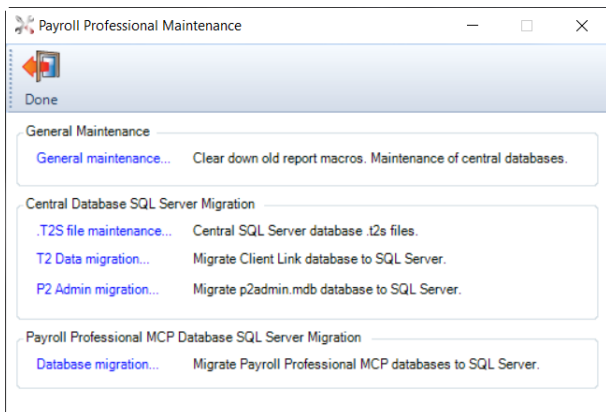 Payroll Professional Maintenance
Done
General Maintenance
General maintenance... Clear down old report macros. Maintenance of central databases.
Central Database SQL Server Migration
.T2S file maintenance... Central SQL Server database .t2s files.
T2 Data migration... Migrate Client Link database to SQL Server.
P2 Admin migration... Migrate p2admin.mdb database to SQL Server.
Payroll Professional MCP Database SQL Server Migration
Database migration... Migrate Payroll Professional MCP databases to SQL Server.